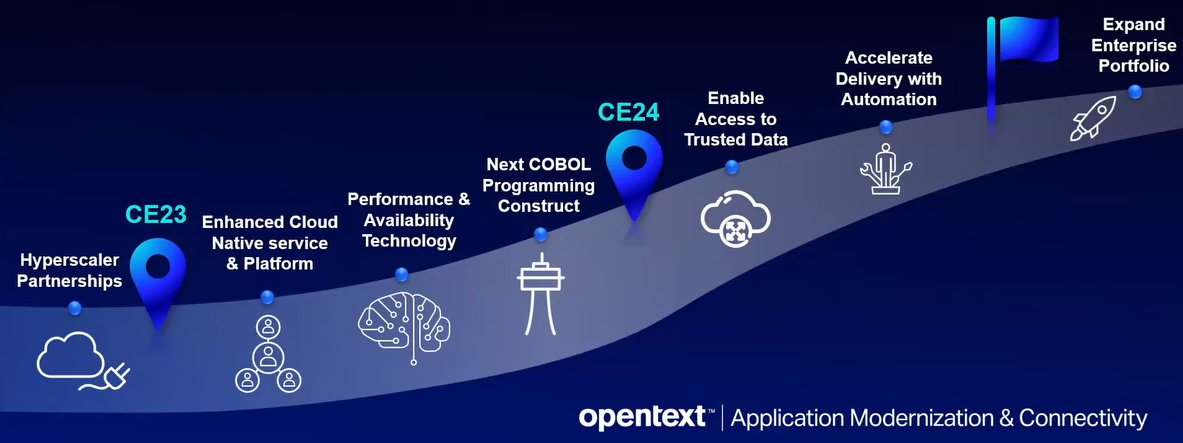 Hyperscaler
Partnerships
CE23
Enhanced Cloud
Native service
& Platform
Performance &
Availability
Technology
Next COBOL
Programming
Construct
CE24
Enable
Access to
Trusted Data
Accelerate
Delivery with
Automation
Expand
Enterprise
Portfolio
opentext™ | Application Modernization & Connectivity